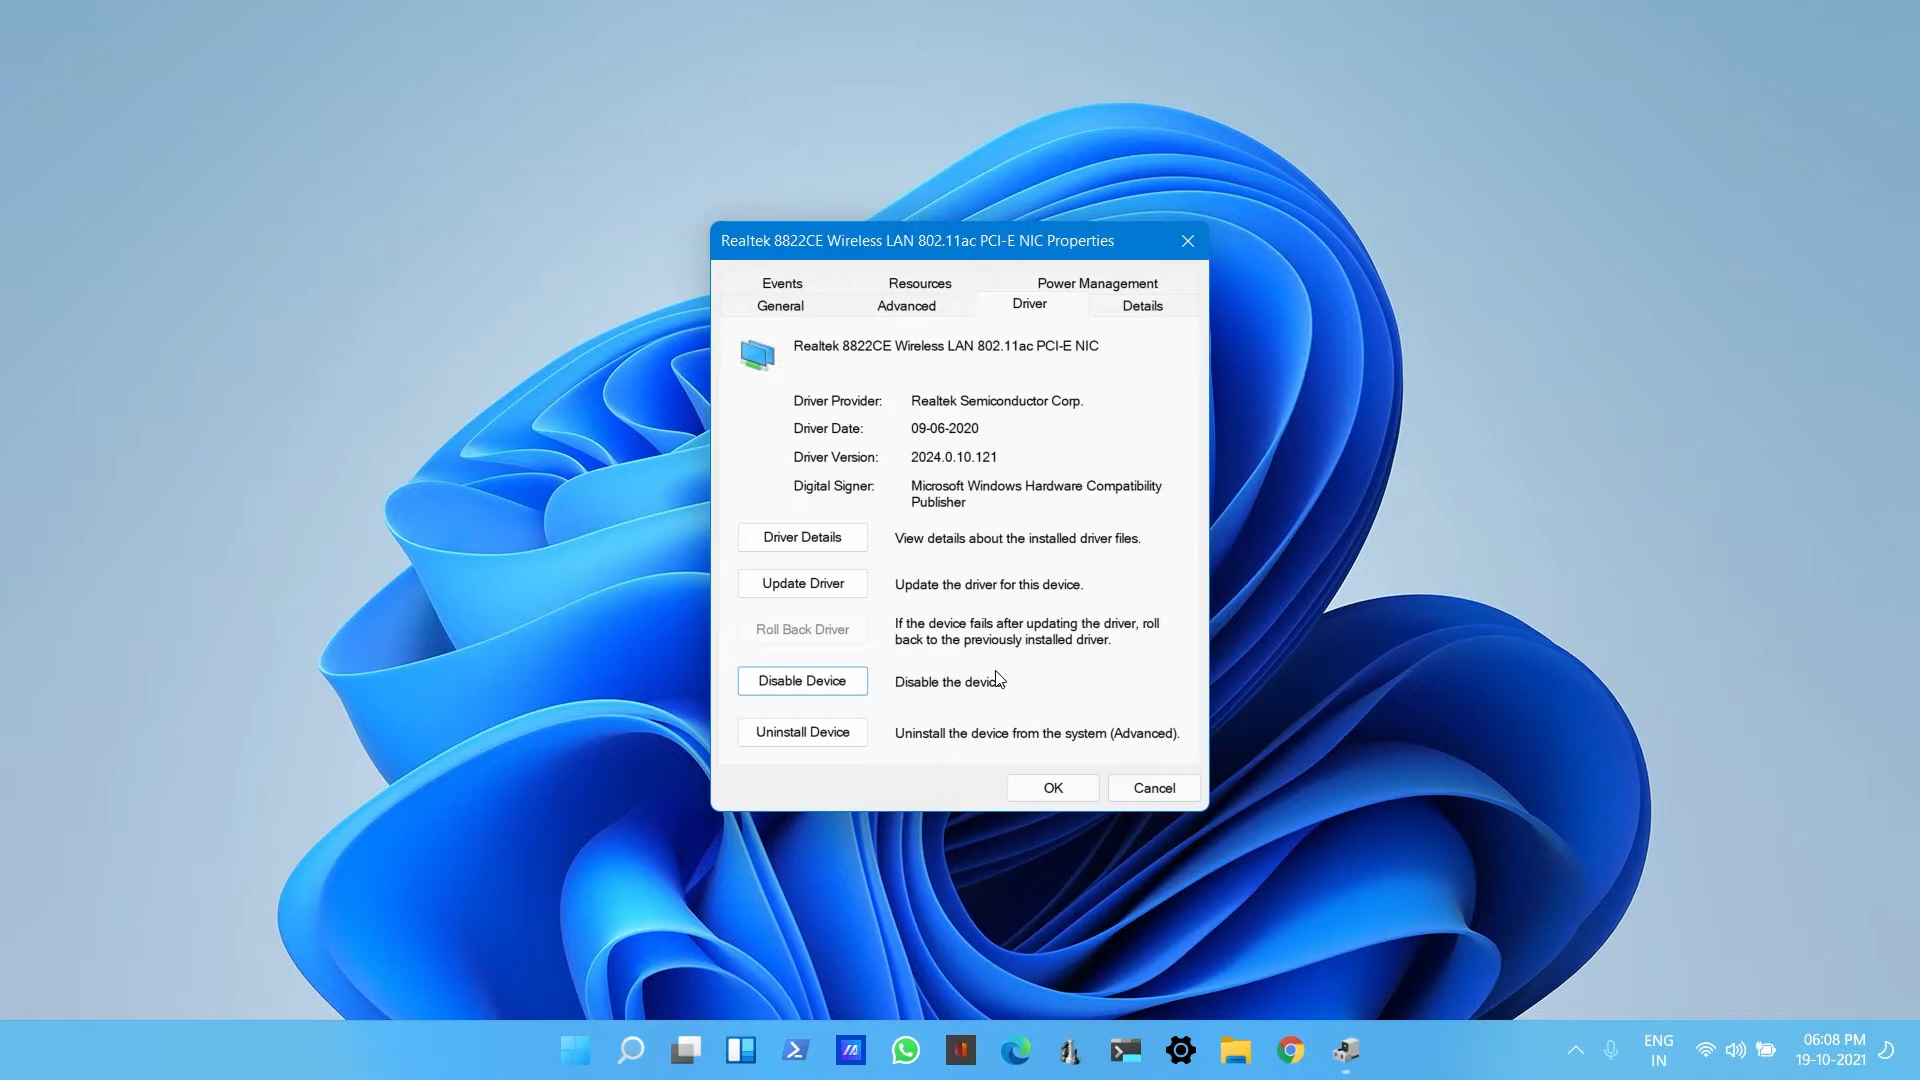 Realtek 8822CE Wireless LAN 802.11ac PCI-E NIC Properties
Events Resources Power Management
General Advanced Driver Details
Realtek 8822CE Wireless LAN 802.11ac PCI-E NIC
Driver Provider: Realtek Semiconductor Corp.
Driver Date: 09-06-2020
Driver Version: 2024.0.10.121
Digital Signer: Microsoft Windows Hardware Compatibility
Publisher
Driver Details View details about the installed driver files.
Update Driver Update the driver for this device.
Roll Back Driver If the device fails after updating the driver, roll
back to the previously installed driver.
Disable Device Disable the device
Uninstall Device Uninstall the device from the system (Advanced).
OK Cancel
ENG
IN
06:08 PM
19-10-2021